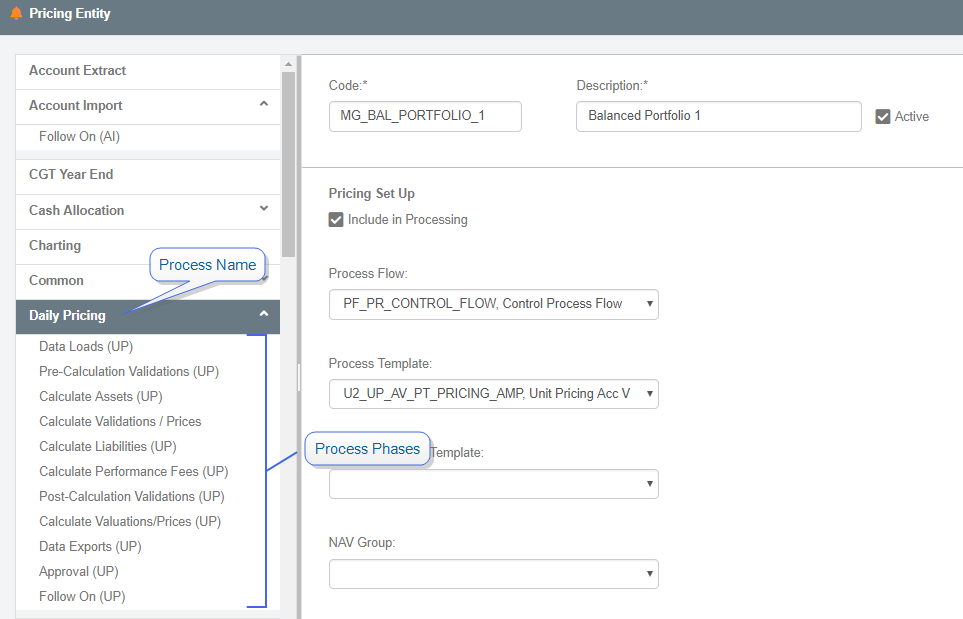 Pricing Entity
Account Extract
Account Import
Follow On (AI)
CGT Year End
Cash Allocation
Charting
Common
Process Name
Daily Pricing
Data Loads (UP)
Pre-Calculation Validations (UP)
Calculate Assets (UP)
Calculate Validations / Prices
Calculate Liabilities (UP)
Calculate Performance Fees (UP)
Post-Calculation Validations (UP)
Calculate Valuations/Prices (UP)
Data Exports (UP)
Approval (UP)
Follow On (UP)
Code:*
Description:*
MG_BAL_PORTFOLIO_1
Balanced Portfolio 1
Active
Pricing Set Up
Include in Processing
Process Flow:
PF_PR_CONTROL_FLOW, Control Process Flow
Process Template:
U2_UP_AV_PT_PRICING_AMP, Unit Pricing Acc V
Process Phases
Template:
NAV Group: